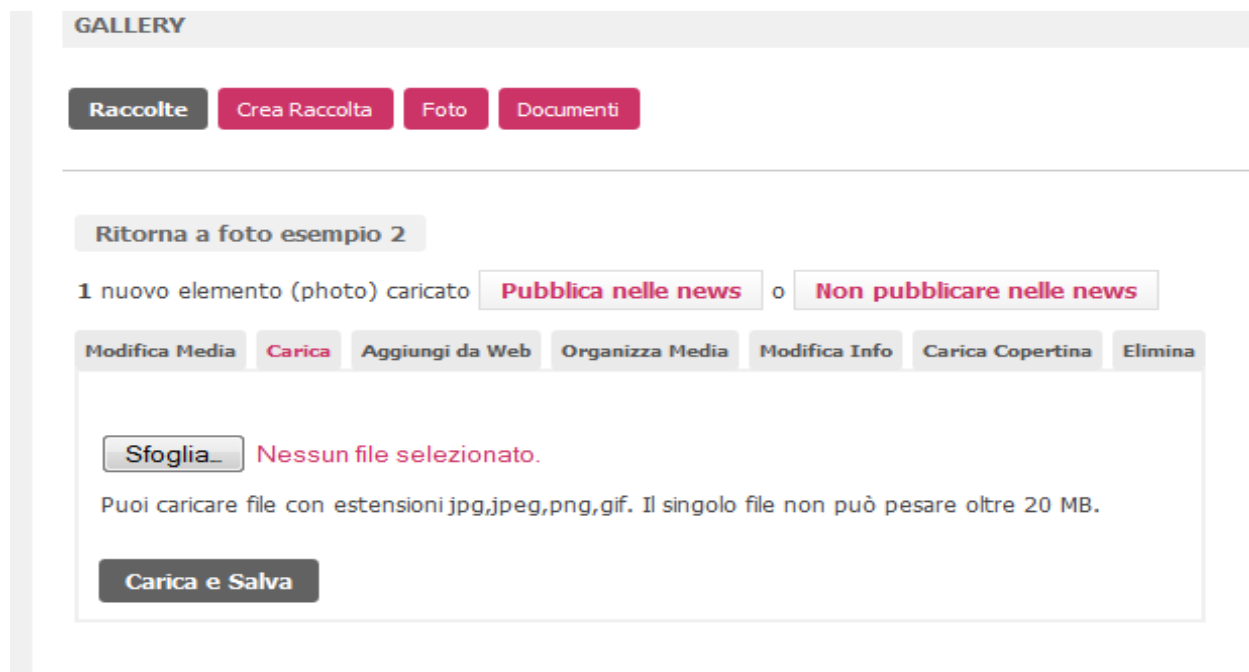 GALLERY
Raccolte Crea Raccolta Foto Documenti
Ritorna a foto esempio 2
1 nuovo elemento (photo) caricato Pubblica nelle news o Non pubblicare nelle news
Modifica Media Carica Aggiungi da Web Organizza Media Modifica Info Carica Copertina Elimina
Sfoglia... Nessun file selezionato.
Puoi caricare file con estensioni jpg,jpeg,png,gif. Il singolo file non può pesare oltre 20 MB.
Carica e Salva